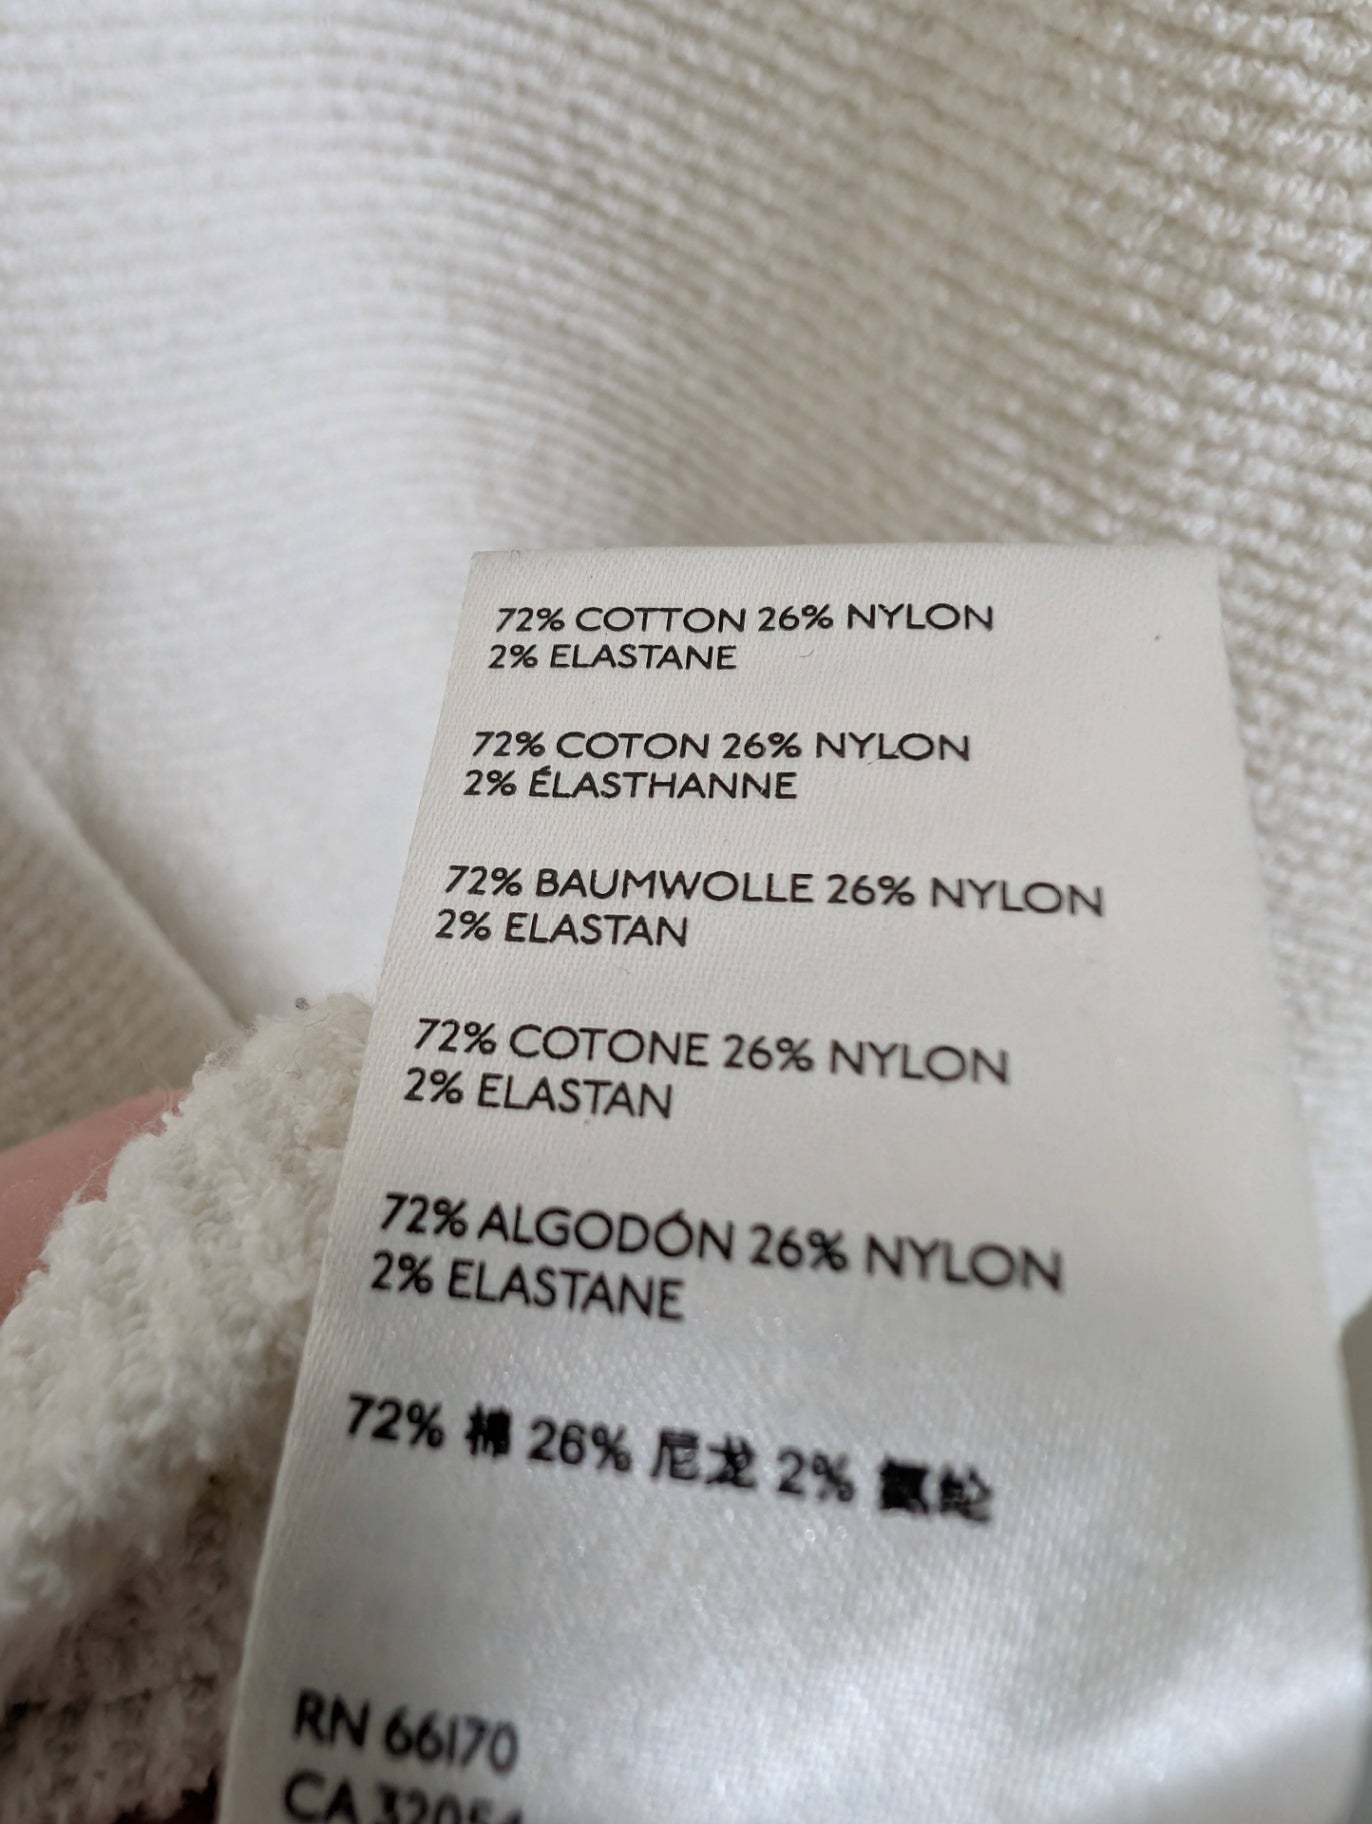 72% COTTON 26% NYLON
2% ELASTANE
72% COTON 26% NYLON
2% ÉLASTHANNE
72% BAUMWOLLE 26% NYLON
2% ELASTAN
72% COTONE 26% NYLON
2% ELASTAN
72% ALGODÓN 26% NYLON
2% ELASTANE
72% 棉 26% 尼龙 2% 氨纶
RN 66170
CA